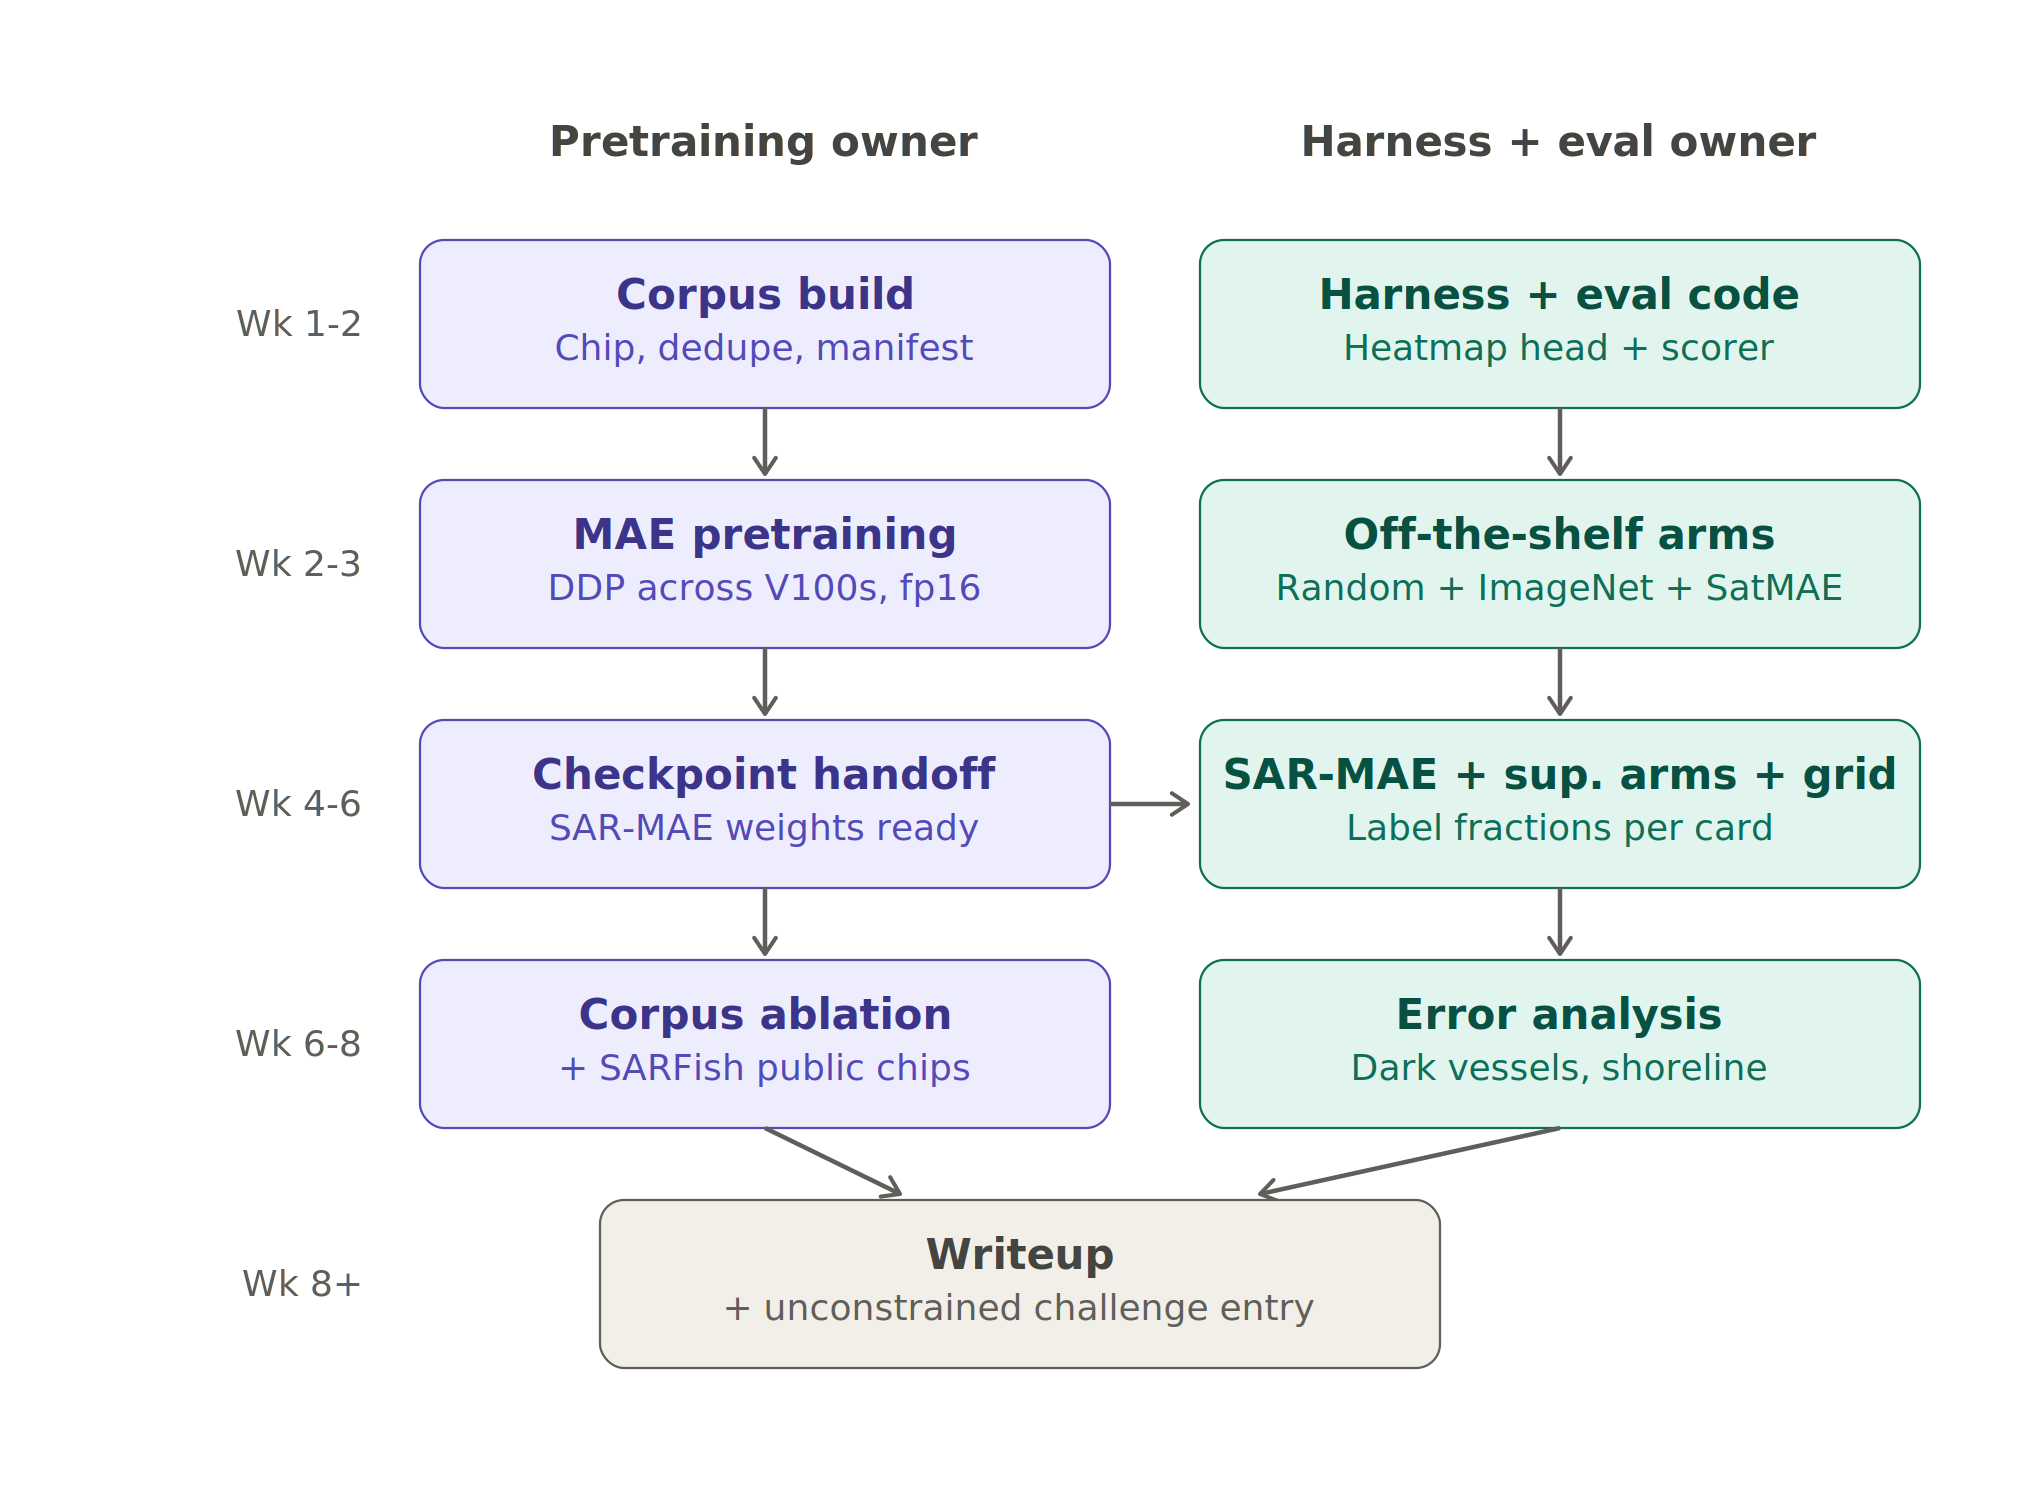 Pretraining owner
Harness + eval owner
Wk 1-2
Corpus build
Chip, dedupe, manifest
Harness + eval code
Heatmap head + scorer
Wk 2-3
MAE pretraining
DDP across V100s, fp16
Off-the-shelf arms
Random + ImageNet + SatMAE
Wk 4-6
Checkpoint handoff
SAR-MAE weights ready
SAR-MAE + sup. arms + grid
Label fractions per card
Wk 6-8
Corpus ablation
+ SARFish public chips
Error analysis
Dark vessels, shoreline
Wk 8+
Writeup
+ unconstrained challenge entry